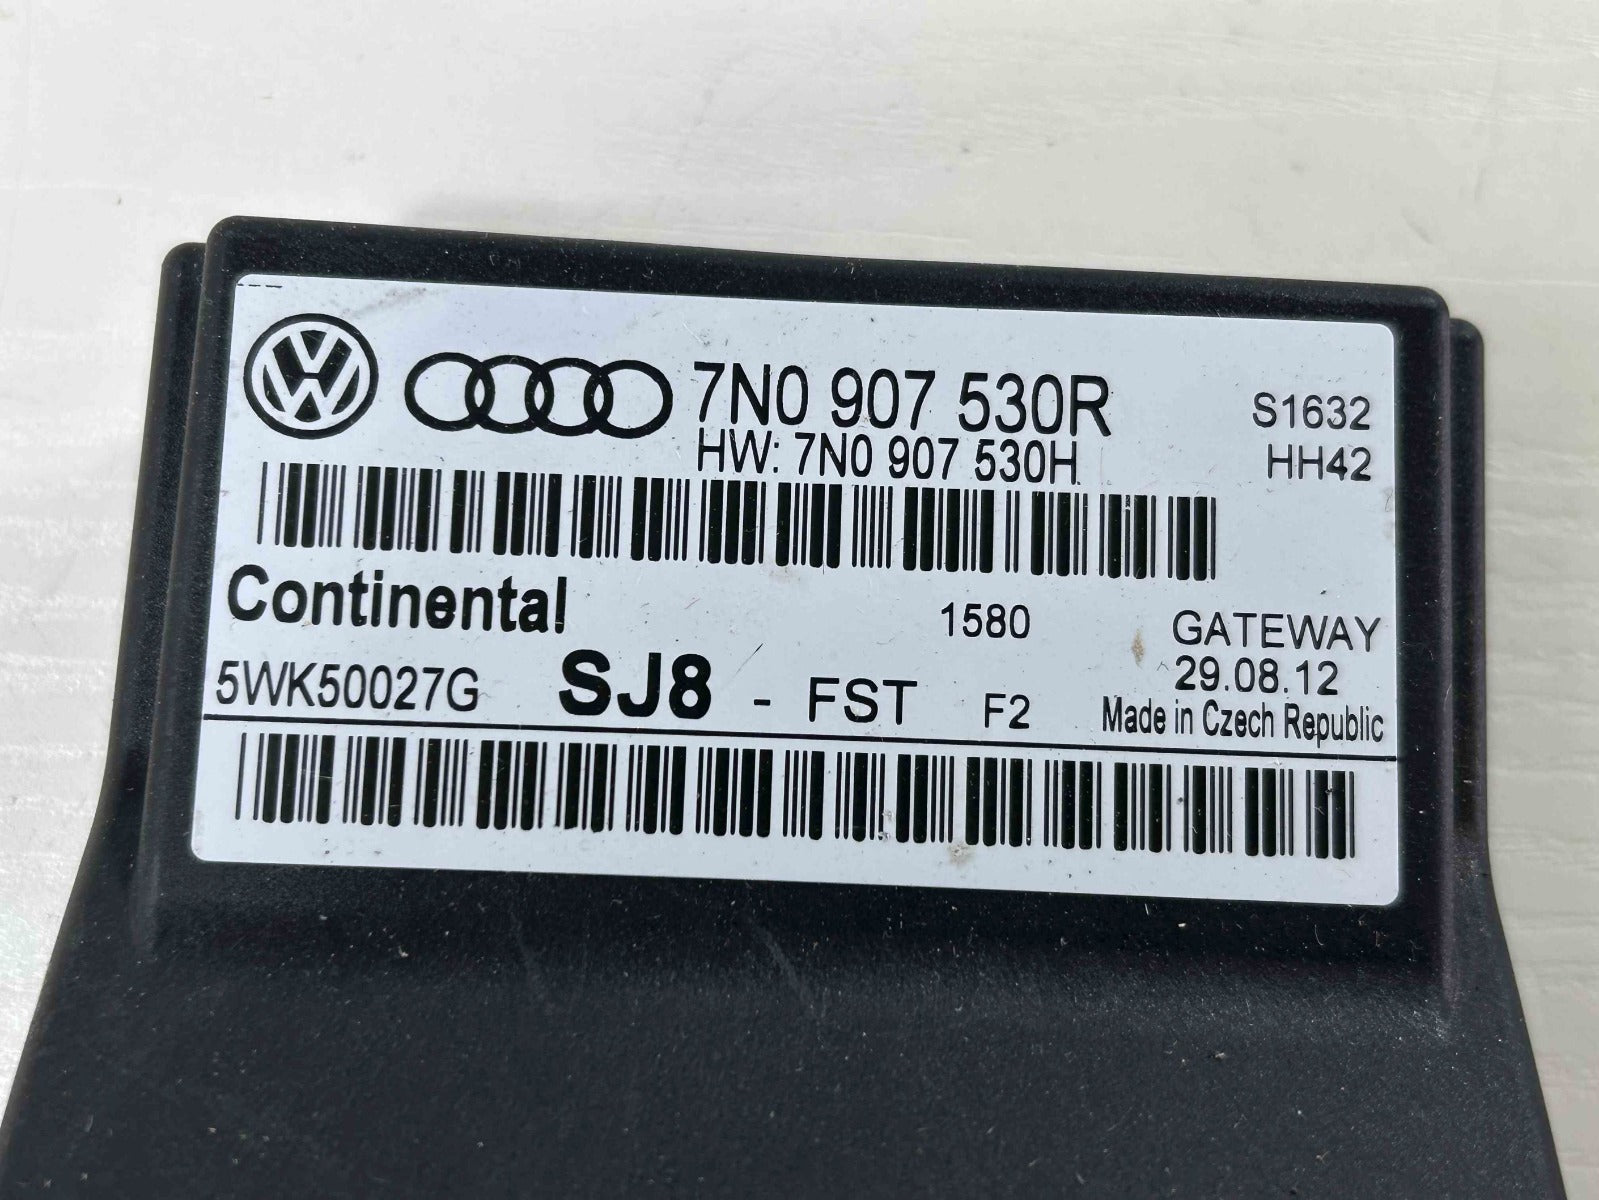 7N0 907 530R S1632
HW: 7N0 907 530H HH42
Continental 1580 GATEWAY
29.08.12
5WK50027G SJ8 - FST F2 Made in Czech Republic